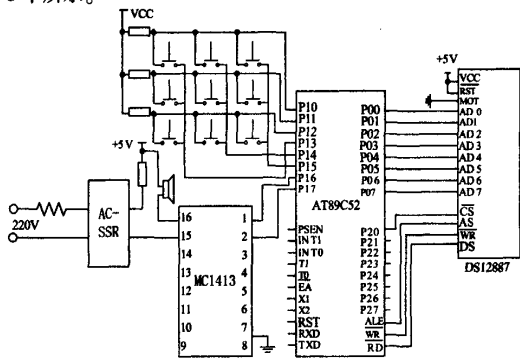 VCC
+5V
220V
AC-
SSR
16
15
14
13
12
11
10
9
MC1413
1
2
3
4
5
6
7
8
P10
P11
P12
P13
P14
P15
P16
P17
AT89C52
PSEN
INT1
INT0
T1
T0
EA
X1
X2
RST
RXD
TXD
P00
P01
P02
P03
P04
P05
P06
P07
P20
P21
P22
P23
P24
P25
P26
P27
ALE
WR
RD
+5V
VCC
RST
MOT
AD 0
AD1
AD 2
AD 3
AD 4
AD 5
AD 6
AD 7
CS
AS
WR
DS
DS12887